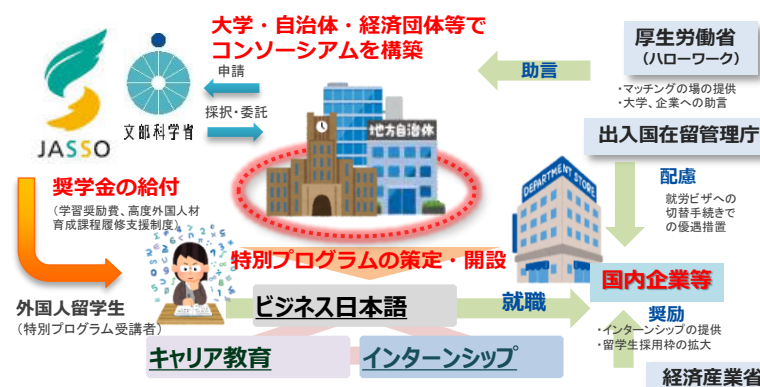 大学・自治体・経済団体等で
コンソーシアムを構築
申請
採択・委託
JASSO
文部科学省
地方自治体
助言
厚生労働省
（ハローワーク）
・マッチングの場の提供
・大学、企業への助言
出入国在留管理庁
配慮
就労ビザへの
切替手続きで
の優遇措置
DEPARTMENT STORE
奨学金の給付
（学習奨励費、高度外国人材
育成課程履修支援制度）
特別プログラムの策定・開設
外国人留学生
（特別プログラム受講者）
ビジネス日本語
就職
国内企業等
奨励
・インターンシップの提供
・留学生採用枠の拡大
キャリア教育
インターンシップ
経済産業省